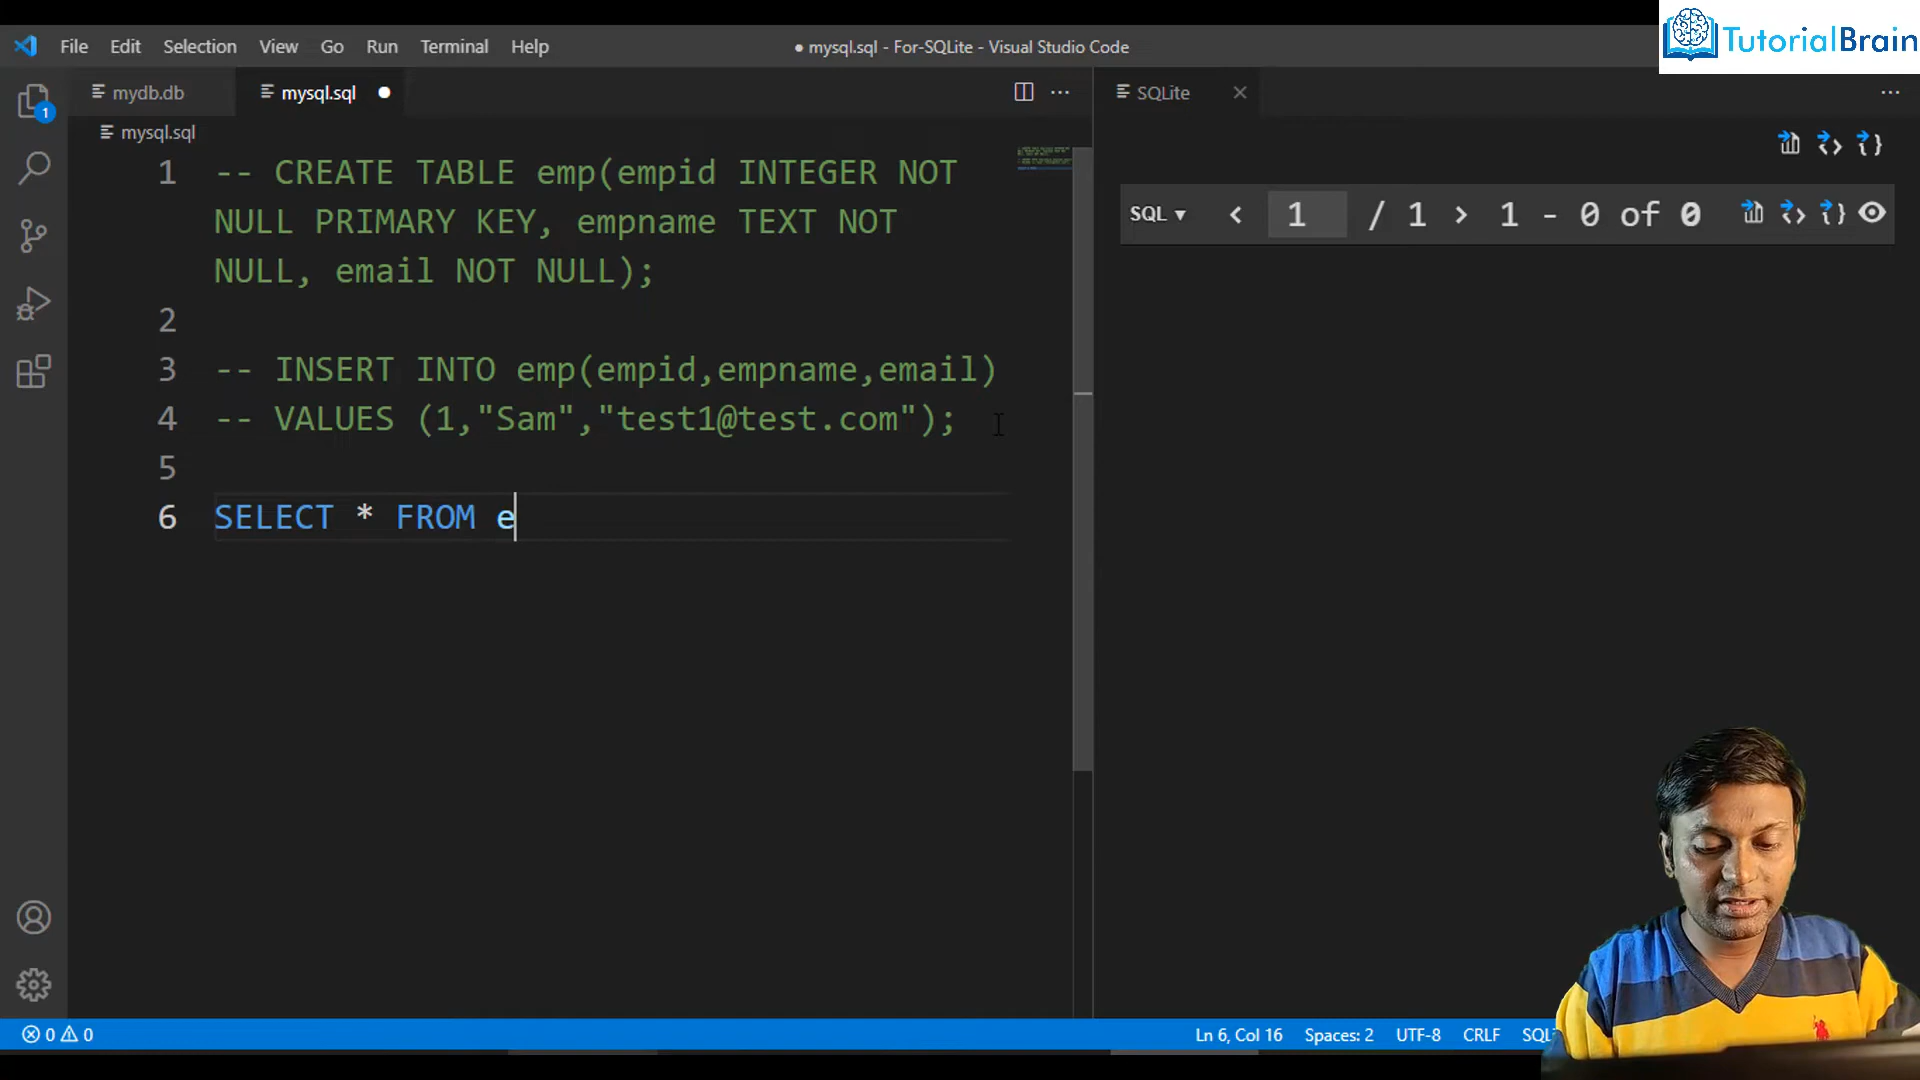 TutorialBrain
File Edit Selection View Go Run Terminal Help
● mysql.sql - For-SQLite - Visual Studio Code
mydb.db
mysql.sql ●
SQLite
1
mysql.sql
1 -- CREATE TABLE emp(empid INTEGER NOT
NULL PRIMARY KEY, empname TEXT NOT
NULL, email NOT NULL);
2
3 -- INSERT INTO emp(empid,empname,email)
4 -- VALUES (1,"Sam","test1@test.com");
5
6 SELECT * FROM e
SQL ▾ < 1 / 1 > 1 - 0 of 0
0 0
Ln 6, Col 16 Spaces: 2 UTF-8 CRLF